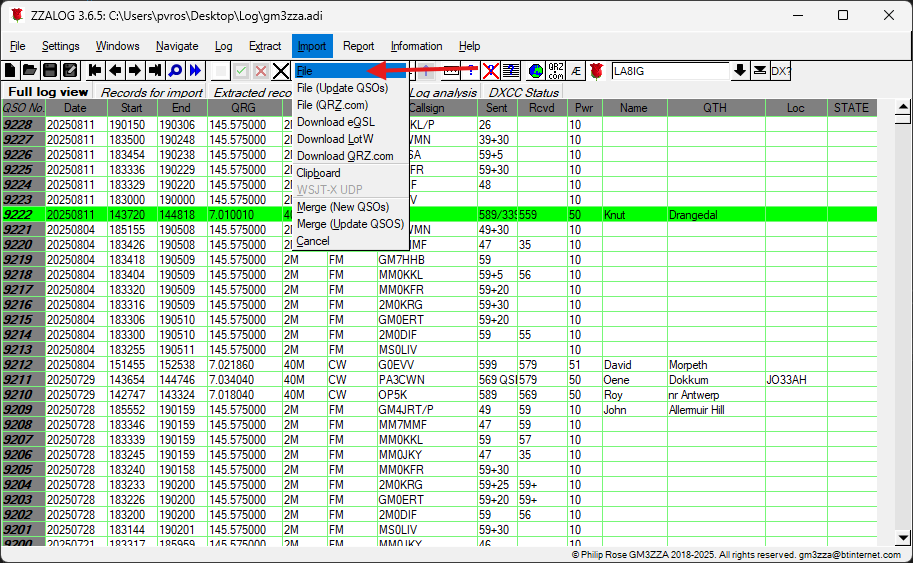 ZZALOG 3.6.5: C:\Users\pvros\Desktop\Log\gm3zza.adi
File Settings Windows Navigate Log Extract Import Report Information Help
QRZ .com Æ LA8IG DX?
Full log view Records for import Extracted reco Log analysis DXCC Status
File
File (Update QSOs)
File (QRZ.com)
Download eQSL
Download LotW
Download QRZ.com
Clipboard
WSJT-X UDP
Merge (New QSOs)
Merge (Update QSOS)
Cancel
QSO No. Date Start End QRG Callsign Sent Rcvd Pwr Name QTH Loc STATE
9228 20250811 190150 190306 145.575000 2 KL/P 26 10
9227 20250811 183500 190248 145.575000 2 VMN 39+30 10
9226 20250811 183454 190238 145.575000 2 SA 59+5 10
9225 20250811 183336 190229 145.575000 2 59+30 10
9224 20250811 183329 190220 145.575000 2 F 48 10
9223 20250811 183300 190200 145.575000 2 V 10
9222 20250811 143720 144818 7.010010 40 589/339 559 50 Knut Drangedal
9221 20250804 185155 190508 145.575000 2 49+30 10
9220 20250804 183426 190508 145.575000 2 MF 47 35 10
9219 20250804 183418 190509 145.575000 2M FM GM7HHB 59 10
9218 20250804 183404 190509 145.575000 2M FM MM0KKL 59+5 56 10
9217 20250804 183320 190509 145.575000 2M FM MM0KFR 59+20 10
9216 20250804 183316 190509 145.575000 2M FM 2M0KRG 59+30 10
9215 20250804 183306 190510 145.575000 2M FM GM0ERT 59+20 10
9214 20250804 183300 190510 145.575000 2M FM 2M0DIF 59 55 10
9213 20250804 183255 190511 145.575000 2M FM MS0LIV 10
9212 20250804 151455 152538 7.021860 40M CW G0EVV 599 579 51 David Morpeth
9211 20250729 143654 144746 7.034040 40M CW PA3CWN 569 QSI 579 50 Oene Dokkum JO33AH
9210 20250729 142747 143324 7.018040 40M CW OP5K 589 569 50 Roy nr Antwerp
9209 20250728 185552 190159 145.575000 2M FM GM4JRT/P 49 59 10 John Allemuir Hill
9208 20250728 183346 190159 145.575000 2M FM MM7MMF 47 59 10
9207 20250728 183339 190159 145.575000 2M FM MM0KKL 59 57 10
9206 20250728 183245 190159 145.575000 2M FM MM0JKY 47 35 10
9205 20250728 183240 190158 145.575000 2M FM MM0KFR 59+30 10
9204 20250728 183233 190200 145.575000 2M FM 2M0KRG 59+25 59+ 10
9203 20250728 183226 190200 145.575000 2M FM GM0ERT 59+20 59+ 10
9202 20250728 183200 190200 145.575000 2M FM 2M0DIF 59 56 10
9201 20250728 183144 190201 145.575000 2M FM MS0LIV 59+30 10
9200 20250721 183317 185959 145.575000 2M FM MM0JKY 46 10
© Philip Rose GM3ZZA 2018-2025. All rights reserved. gm3zza@btinternet.com